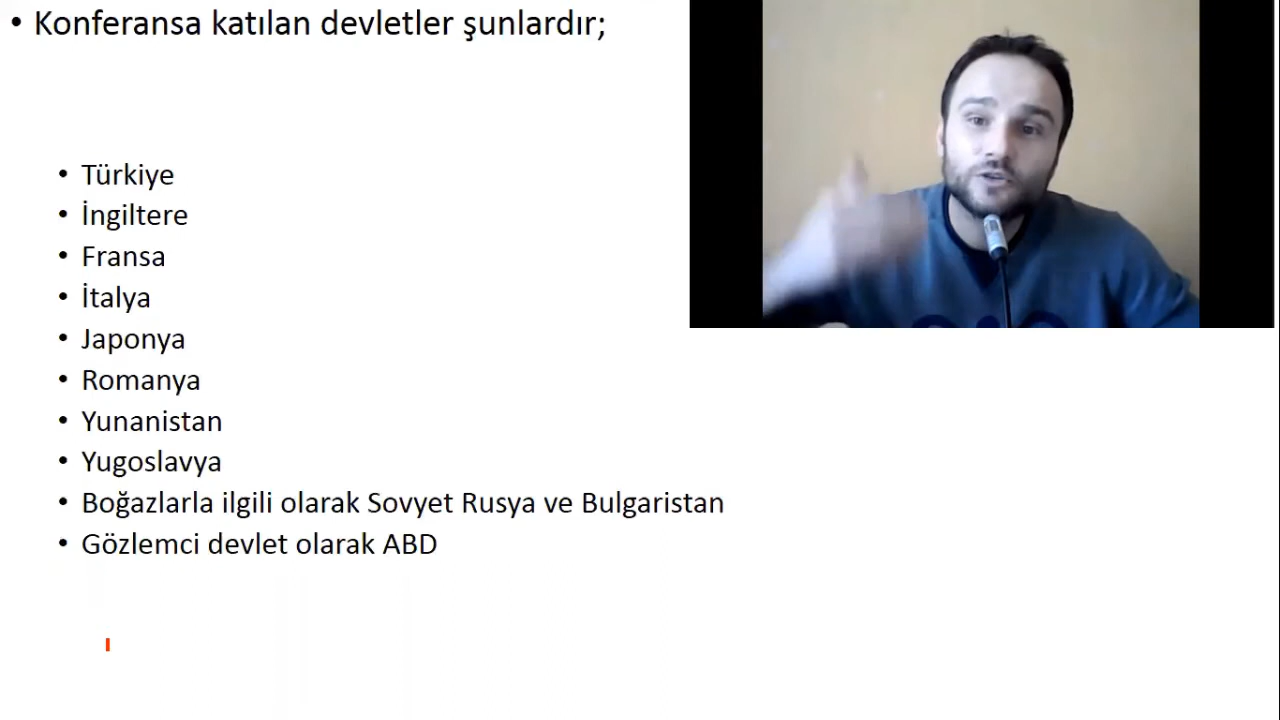 • Konferansa katılan devletler şunlardır;
• Türkiye
• İngiltere
• Fransa
• İtalya
• Japonya
• Romanya
• Yunanistan
• Yugoslavya
• Boğazlarla ilgili olarak Sovyet Rusya ve Bulgaristan
• Gözlemci devlet olarak ABD